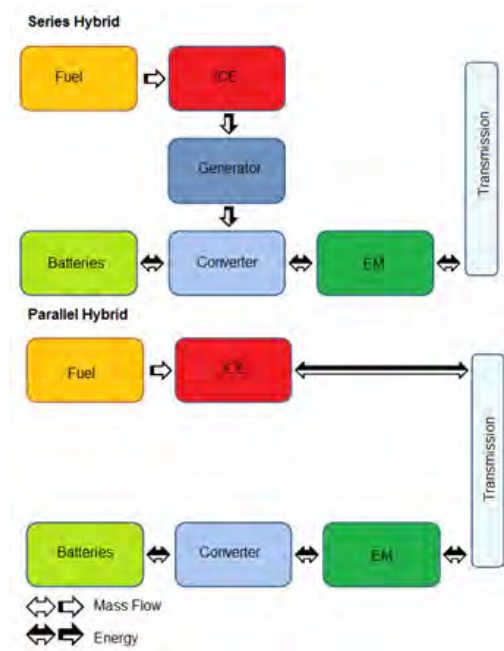 Series Hybrid
Fuel
ICE
Generator
Batteries
Converter
EM
Transmission
Parallel Hybrid
Fuel
ICE
Transmission
Batteries
Converter
EM
Mass Flow
Energy